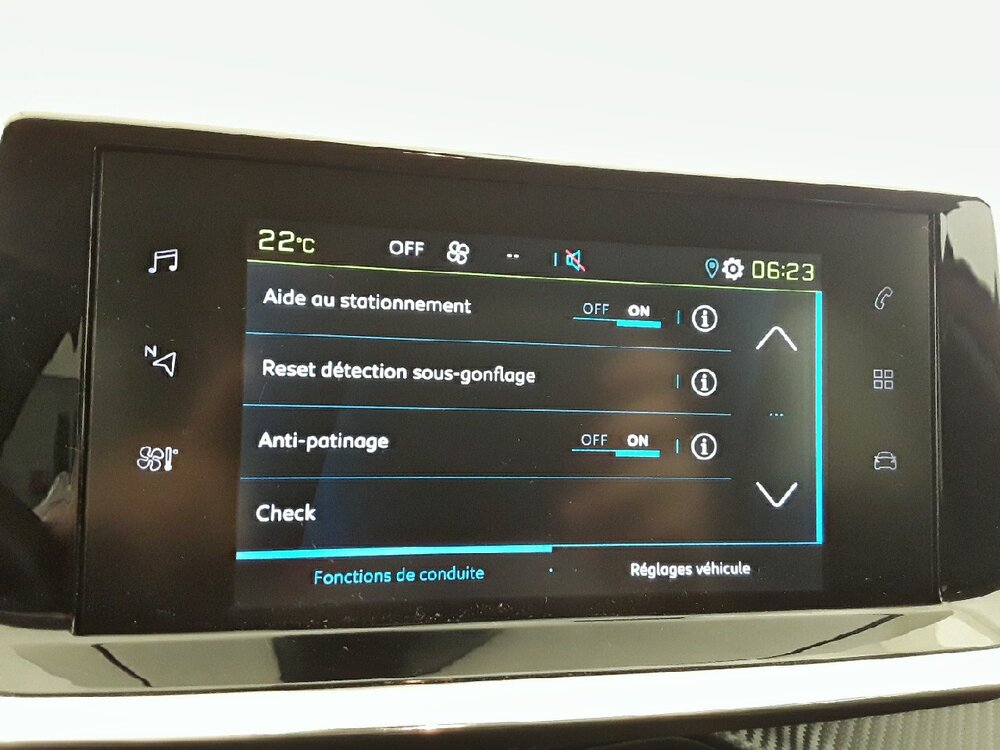 22°C OFF -- 06:23
Aide au stationnement OFF ON
Reset détection sous-gonflage
Anti-patinage OFF ON
Check
Fonctions de conduite Réglages véhicule
N